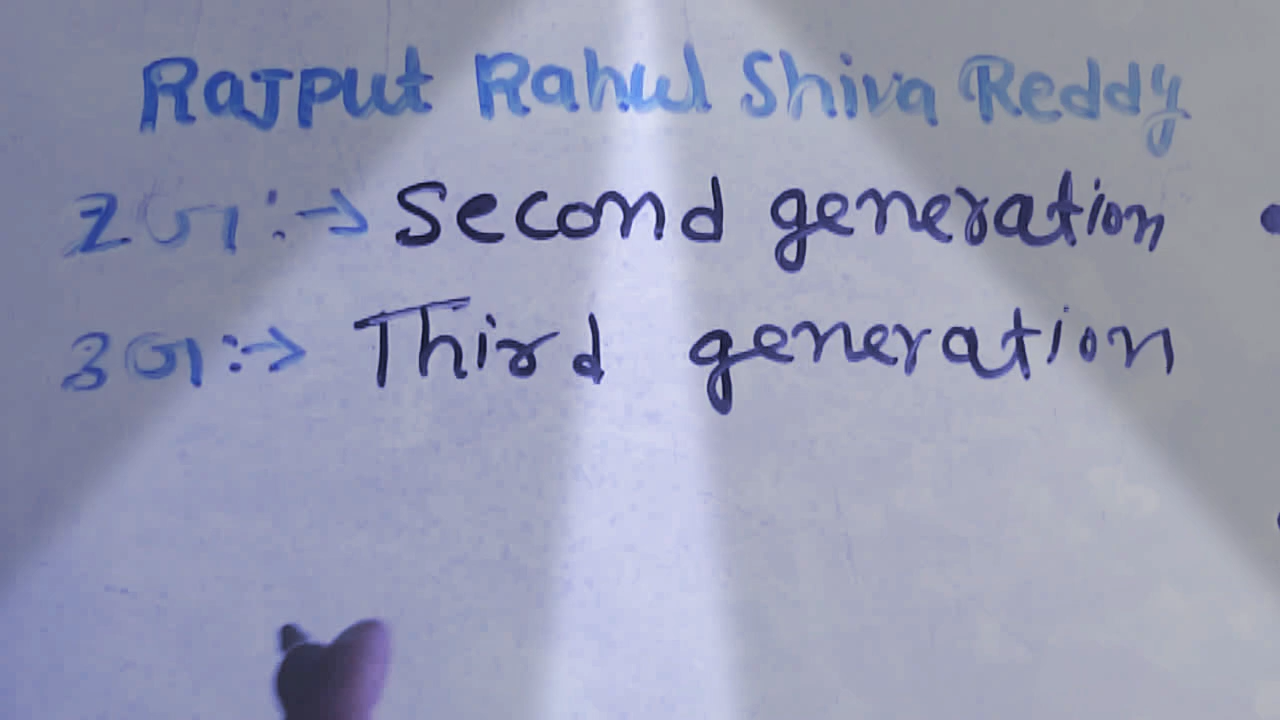 Rajput Rahul Shiva Reddy
2G :→ Second generation
3G :→ Third generation